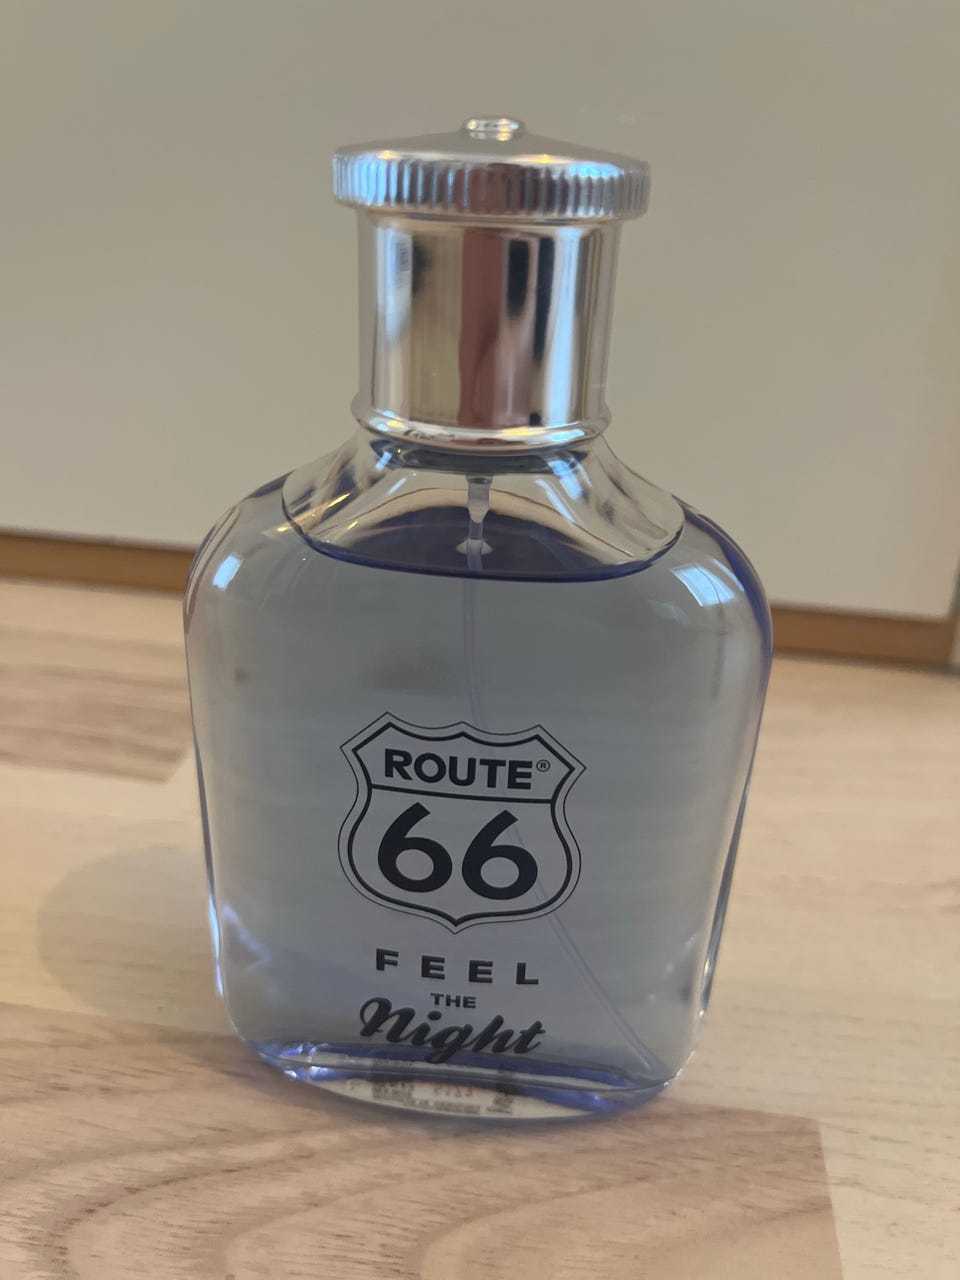 ROUTE®
66
FEEL
THE
Night